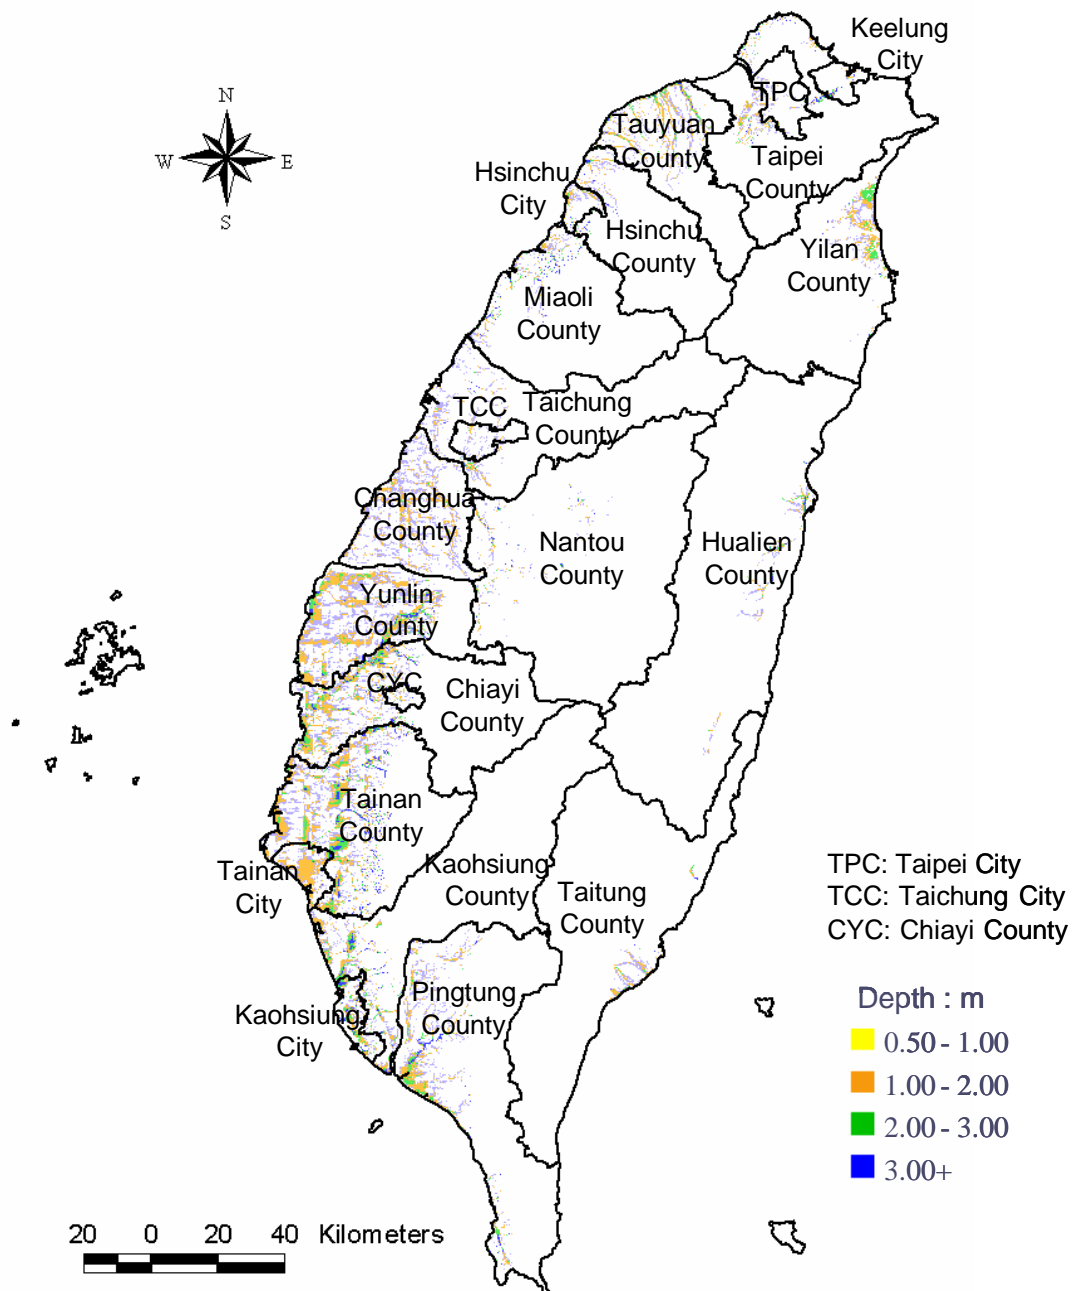 Keelung
City
N
W
E
S
TPC
Tauyuan
County
Taipei
County
Hsinchu
City
Hsinchu
County
Yilan
County
Miaoli
County
TCC
Taichung
County
Changhua
County
Nantou
County
Hualien
County
Yunlin
County
CYC
Chiayi
County
Tainan
County
Tainan
City
Kaohsiung
County
Taitung
County
TPC: Taipei City
TCC: Taichung City
CYC: Chiayi County
Pingtung
County
Kaohsiung
City
Depth : m
0.50 - 1.00
1.00 - 2.00
2.00 - 3.00
3.00+
20 0 20 40 Kilometers